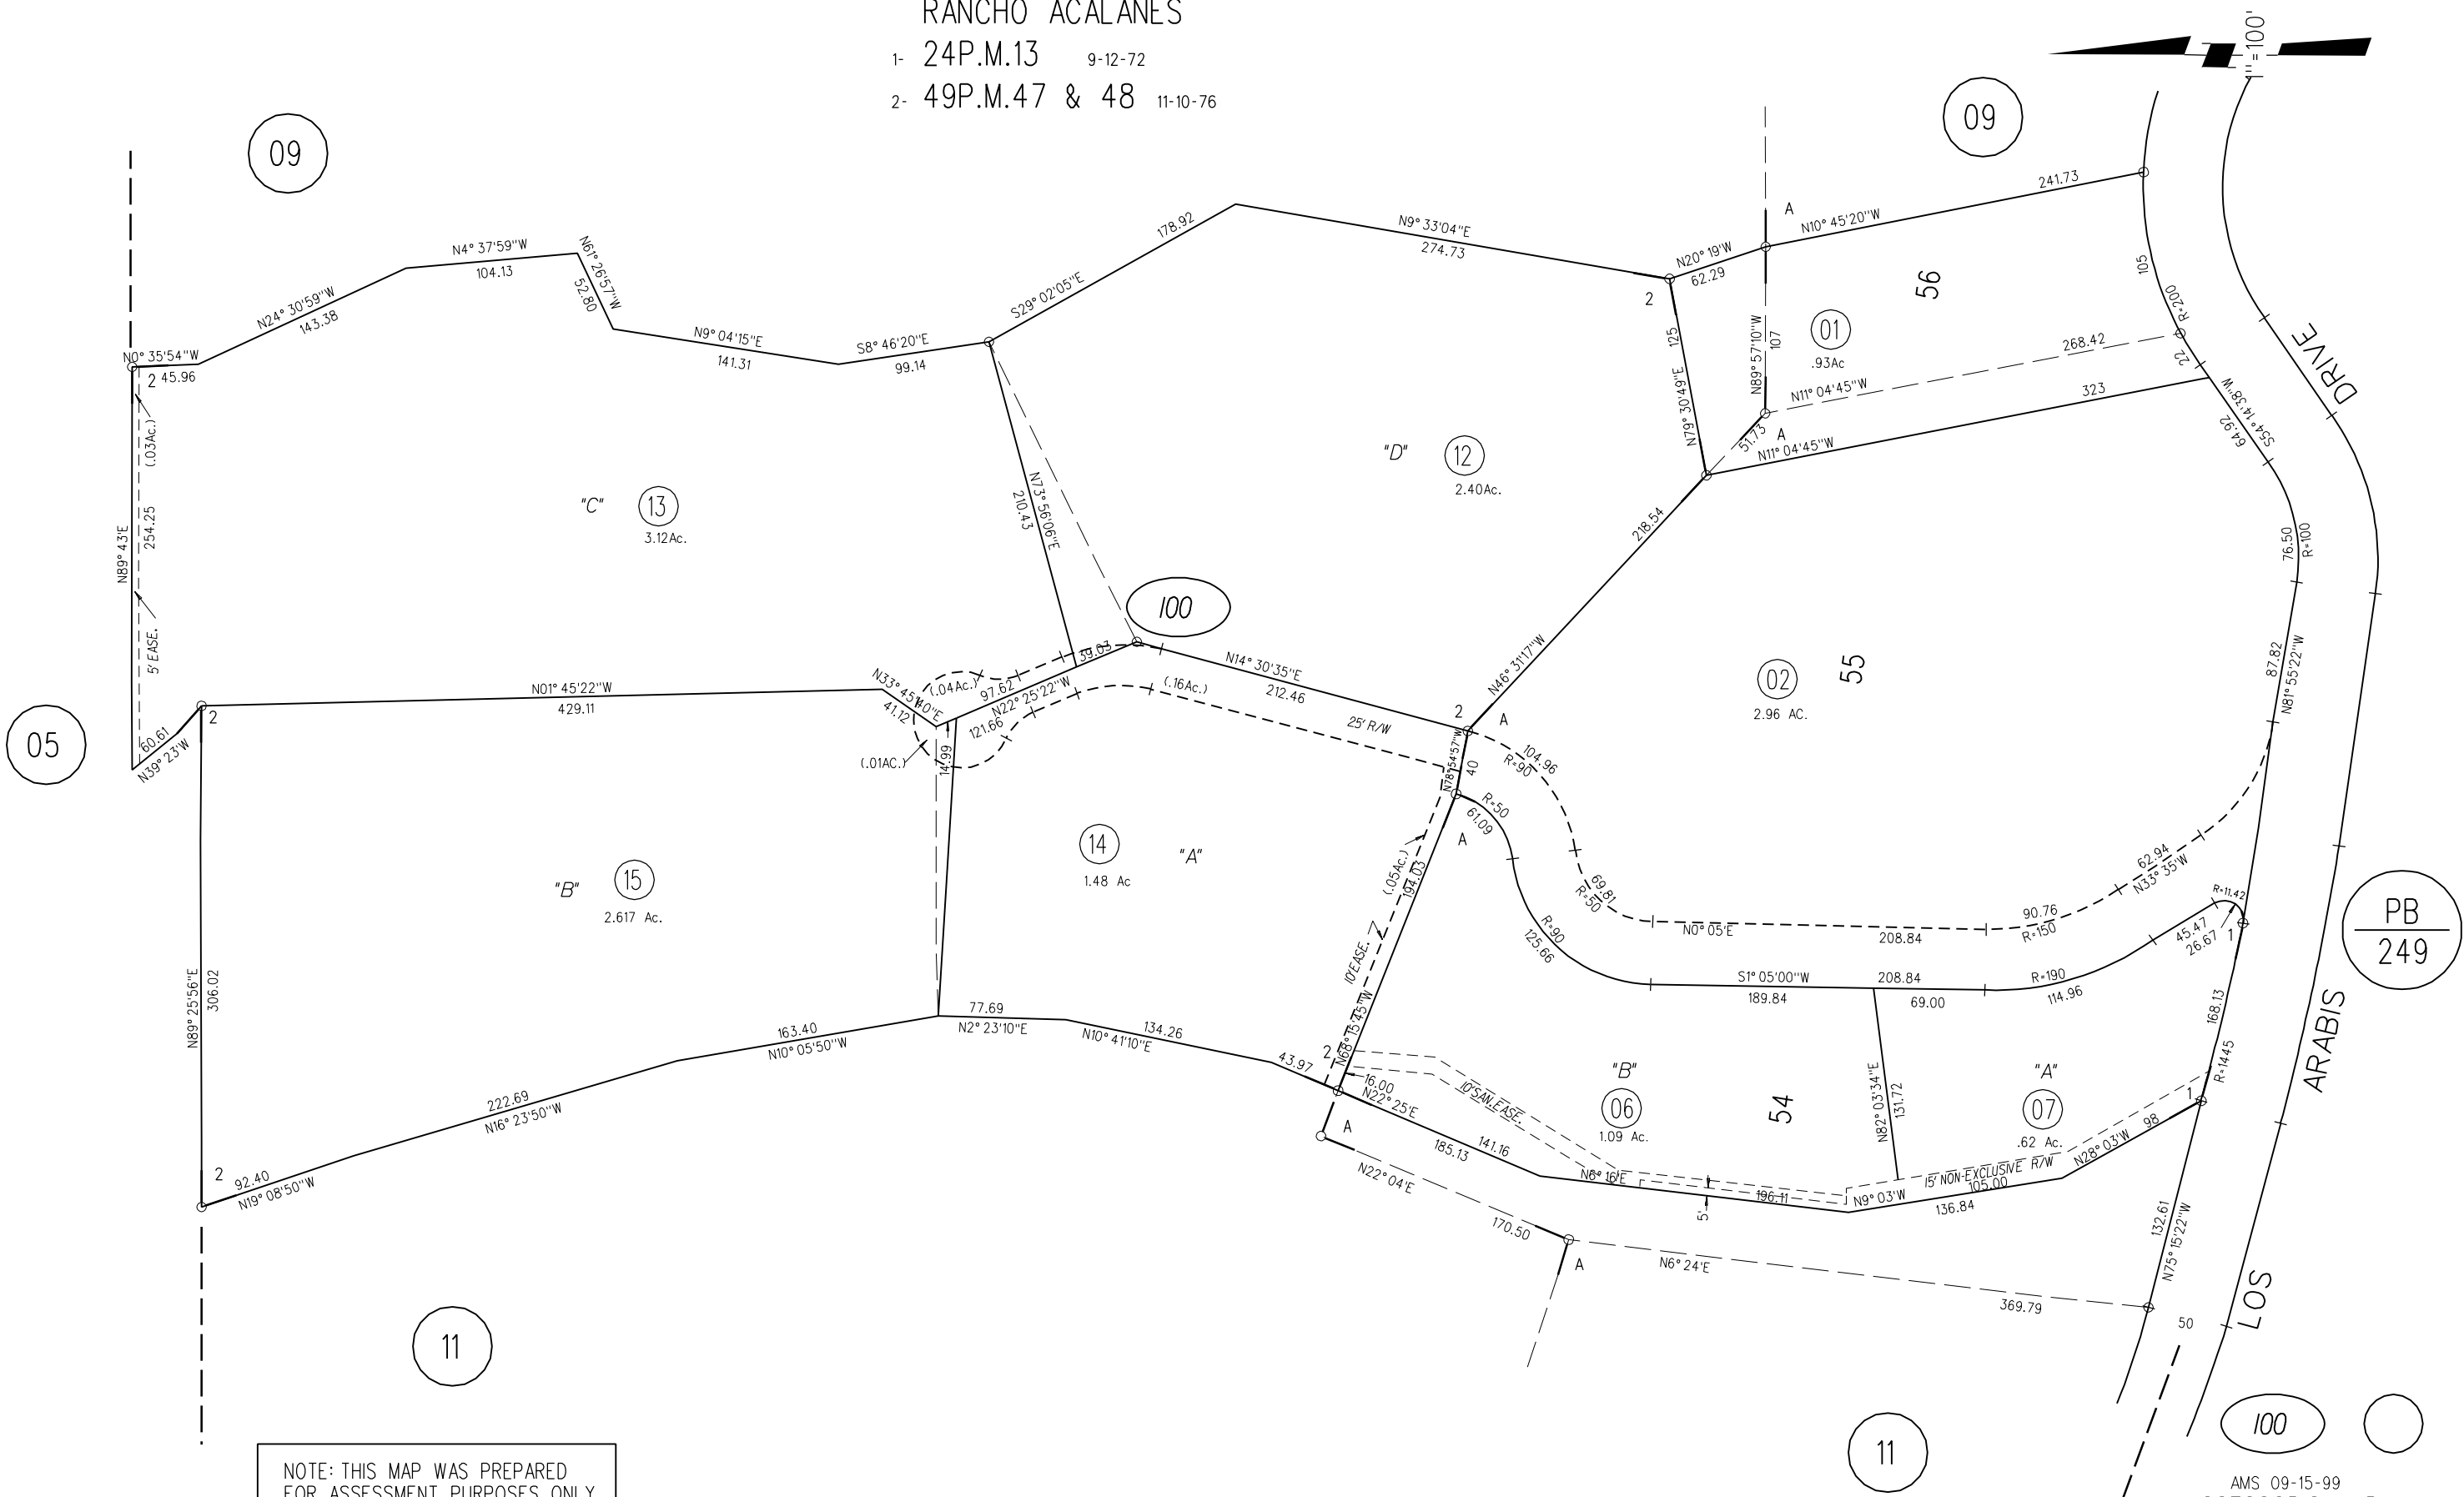 RANCHO ACALANES
1- 24P.M.13 9-12-72
2- 49P.M.47 & 48 11-10-76
1"=100'
09
09
241.73
N10° 45'20"W
A
178.92
N9° 33'04"E
274.73
N20° 19'W
62.29
2
56
105
R=200
N4° 37'59"W
104.13
N61° 26'57"W
52.80
N24° 30'59"W
143.38
S29° 02'05"E
N9° 04'15"E
141.31
S8° 46'20"E
99.14
N0° 35'54"W
45.96
2
125
N79° 30'49"E
N89° 57'10"W
107
01
.93Ac
268.42
22
N11° 04'45"W
323
51.73
A
N11° 04'45"W
64.92
S54° 14'38"W
DRIVE
(.03Ac.)
254.25
N89° 43'E
5' EASE.
"C"
13
3.12Ac.
N73° 56'06"E
210.43
"D"
12
2.40Ac.
218.54
N46° 31'17"W
76.50
R=100
100
39.03
N14° 30'35"E
212.46
02
2.96 AC.
55
87.82
N81° 55'22"W
N01° 45'22"W
429.11
2
60.61
N39° 23'W
05
N33° 45'40"E
41.12
(.04Ac.)
97.62
N22° 25'22"W
121.66
(.16Ac.)
25' R/W
(.01AC.)
14.99
2
A
N78° 54'57"W
40
104.96
R=90
R=50
61.09
A
"B"
15
2.617 Ac.
14
1.48 Ac
"A"
(.05Ac.)
194.03
69.81
R=50
62.94
N33° 35'W
R=11.42
90.76
R=150
45.47
26.67
1
PB
249
N0° 05'E
208.84
R=90
125.66
S1° 05'00"W
208.84
189.84
69.00
R=190
114.96
168.13
R=1445
N89° 25'56"E
306.02
10'EASE.
N68° 15'45"W
77.69
N2° 23'10"E
134.26
N10° 41'10"E
163.40
N10° 05'50"W
43.97
2
16.00
N22° 25'E
10'SAN.EASE.
"B"
06
1.09 Ac.
54
N82° 03'34"E
131.72
"A"
07
.62 Ac.
1
ARABIS
222.69
N16° 23'50"W
A
141.16
185.13
N6° 16'E
196.11
5'
N9° 03'W
15' NON-EXCLUSIVE R/W
105.00
136.84
N28° 03'W
98
2
92.40
N19° 08'50"W
N22° 04'E
170.50
A
N6° 24'E
369.79
132.61
N75° 15'22"W
50
LOS
11
11
100
NOTE: THIS MAP WAS PREPARED
FOR ASSESSMENT PURPOSES ONLY
AMS 09-15-99